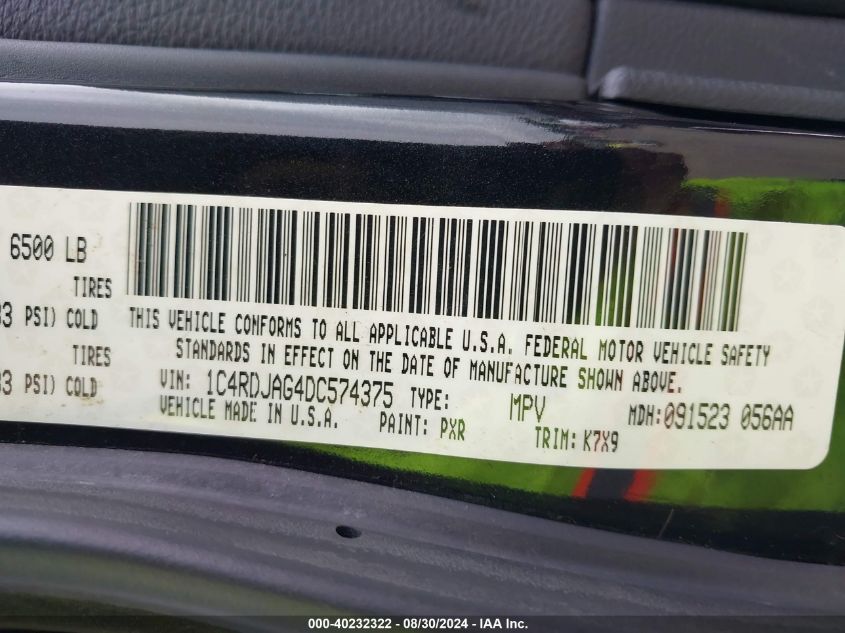 6500 LB
TIRES
33 PSI) COLD
TIRES
33 PSI) COLD
THIS VEHICLE CONFORMS TO ALL APPLICABLE U.S.A. FEDERAL MOTOR VEHICLE SAFETY
STANDARDS IN EFFECT ON THE DATE OF MANUFACTURE SHOWN ABOVE.
VIN: 1C4RDJAG4DC574375 TYPE: MPV MDH:091523 056AA
VEHICLE MADE IN U.S.A. PAINT: PXR TRIM: K7X9
000-40232322 - 08/30/2024 - IAA Inc.